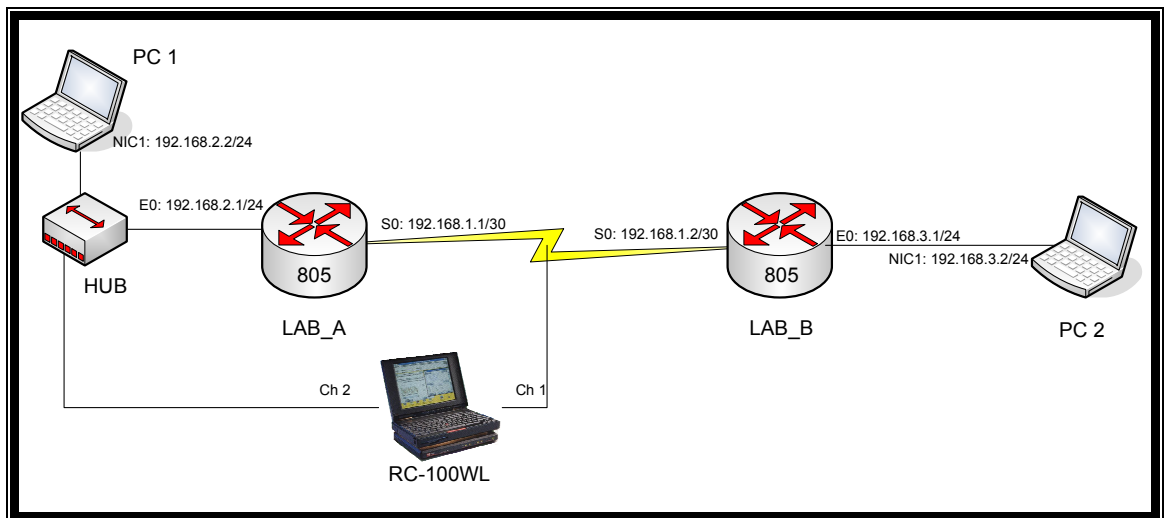 PC 1
NIC1: 192.168.2.2/24
E0: 192.168.2.1/24
S0: 192.168.1.1/30
S0: 192.168.1.2/30
E0: 192.168.3.1/24
NIC1: 192.168.3.2/24
805
805
HUB
LAB_A
LAB_B
PC 2
Ch 2
Ch 1
RC-100WL